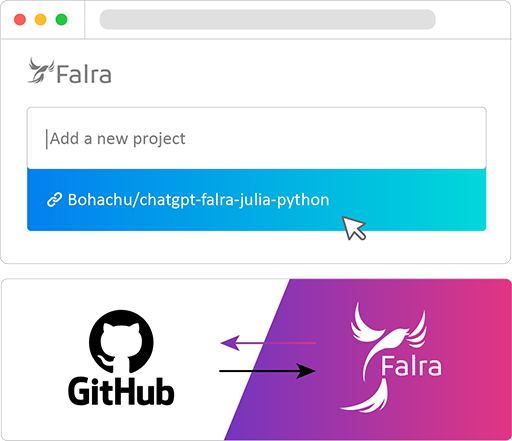 Falra
Add a new project
Bohachu/chatgpt-falra-julia-python
GitHub
Falra